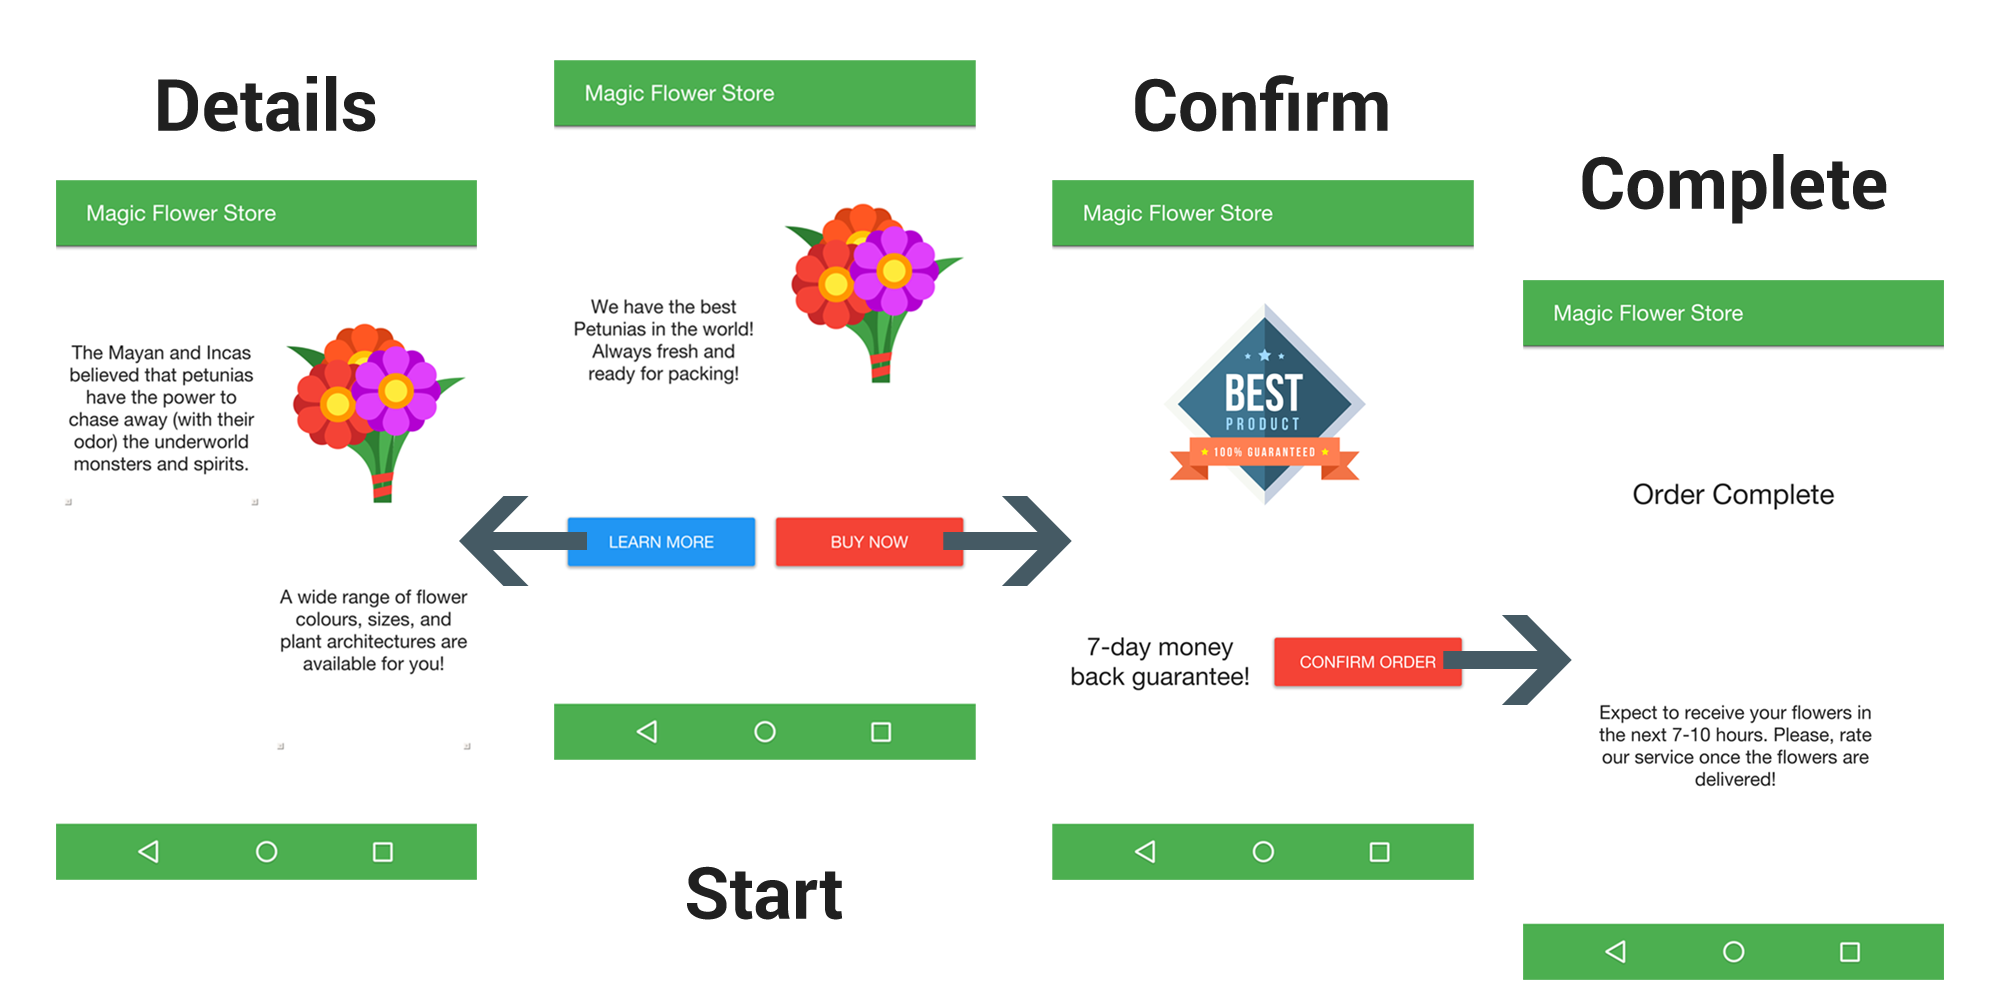 Details
Magic Flower Store
The Mayan and Incas
believed that petunias
have the power to
chase away (with their
odor) the underworld
monsters and spirits.
A wide range of flower
colours, sizes, and
plant architectures are
available for you!
Magic Flower Store
We have the best
Petunias in the world!
Always fresh and
ready for packing!
LEARN MORE
BUY NOW
Start
Confirm
Magic Flower Store
BEST
PRODUCT
100% GUARANTEED
7-day money
back guarantee!
CONFIRM ORDER
Complete
Magic Flower Store
Order Complete
Expect to receive your flowers in
the next 7-10 hours. Please, rate
our service once the flowers are
delivered!